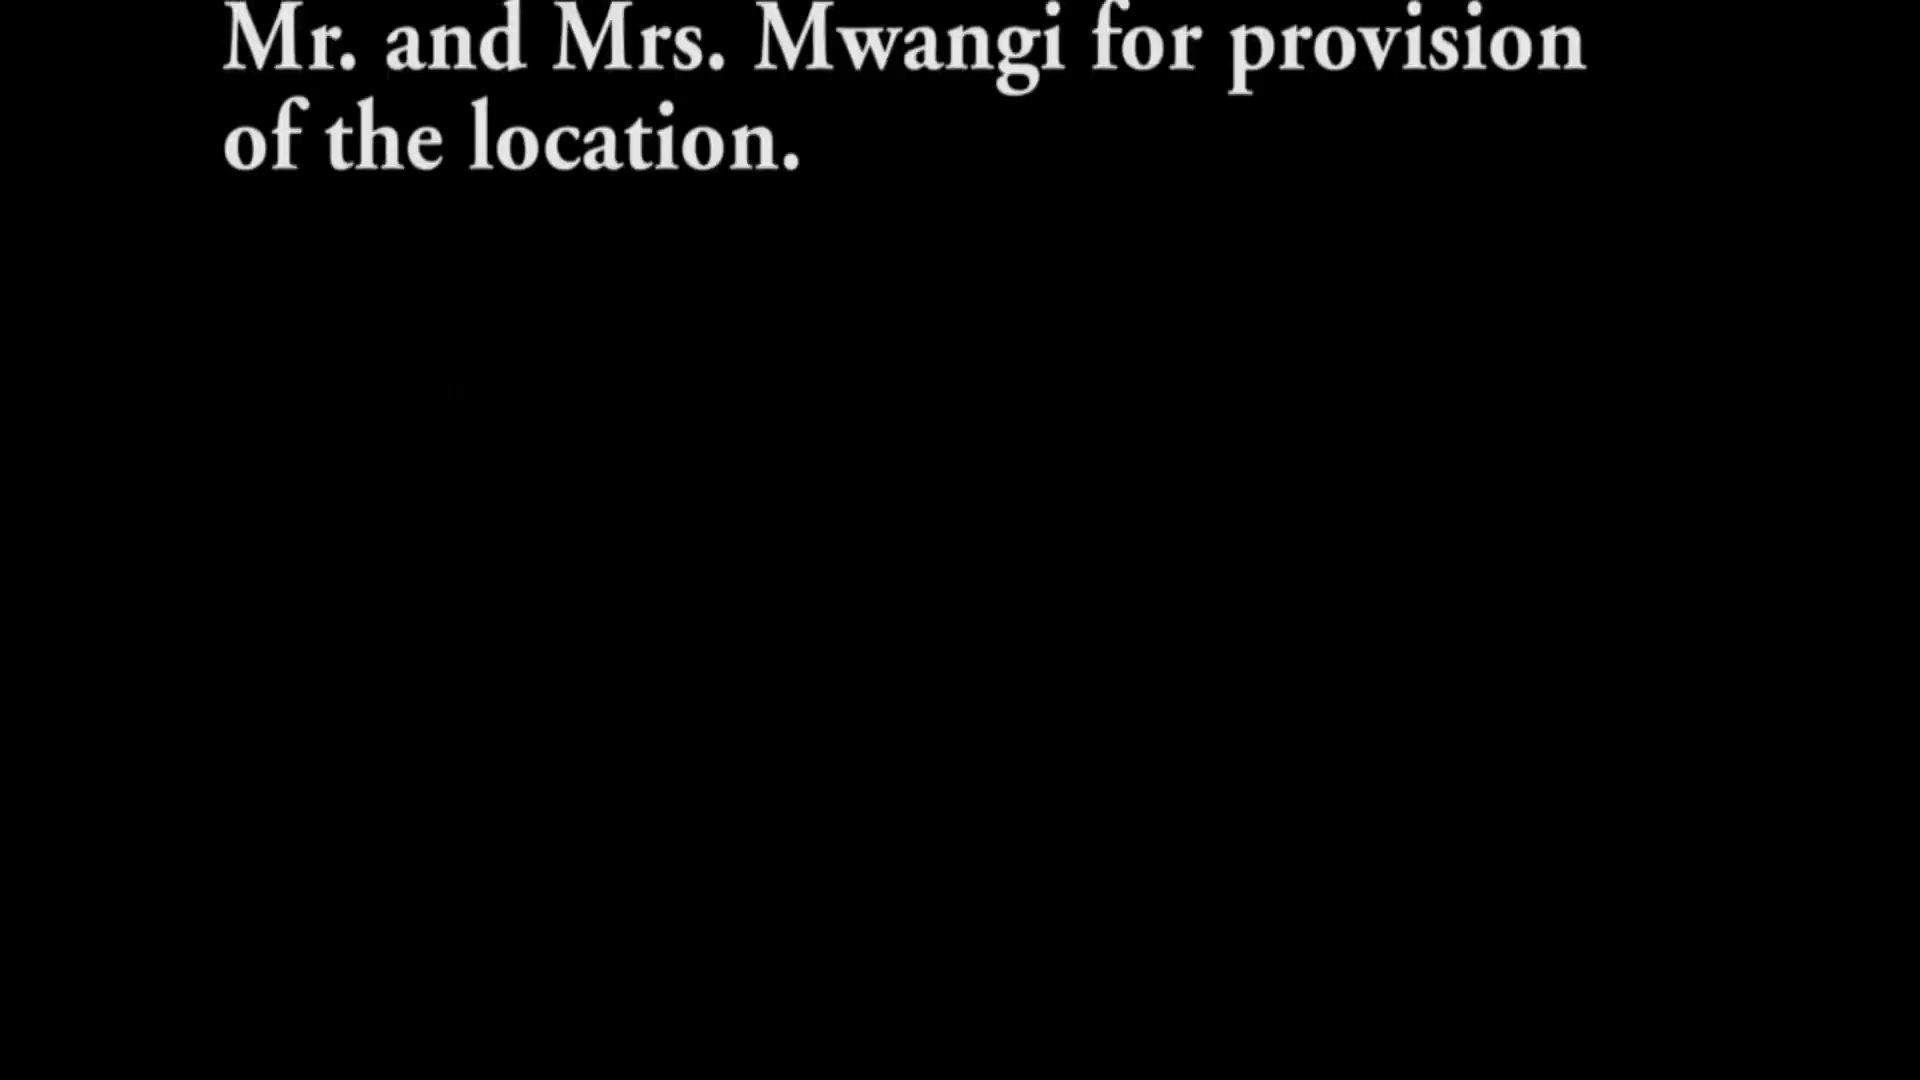 Mr. and Mrs. Mwangi for provision
of the location.